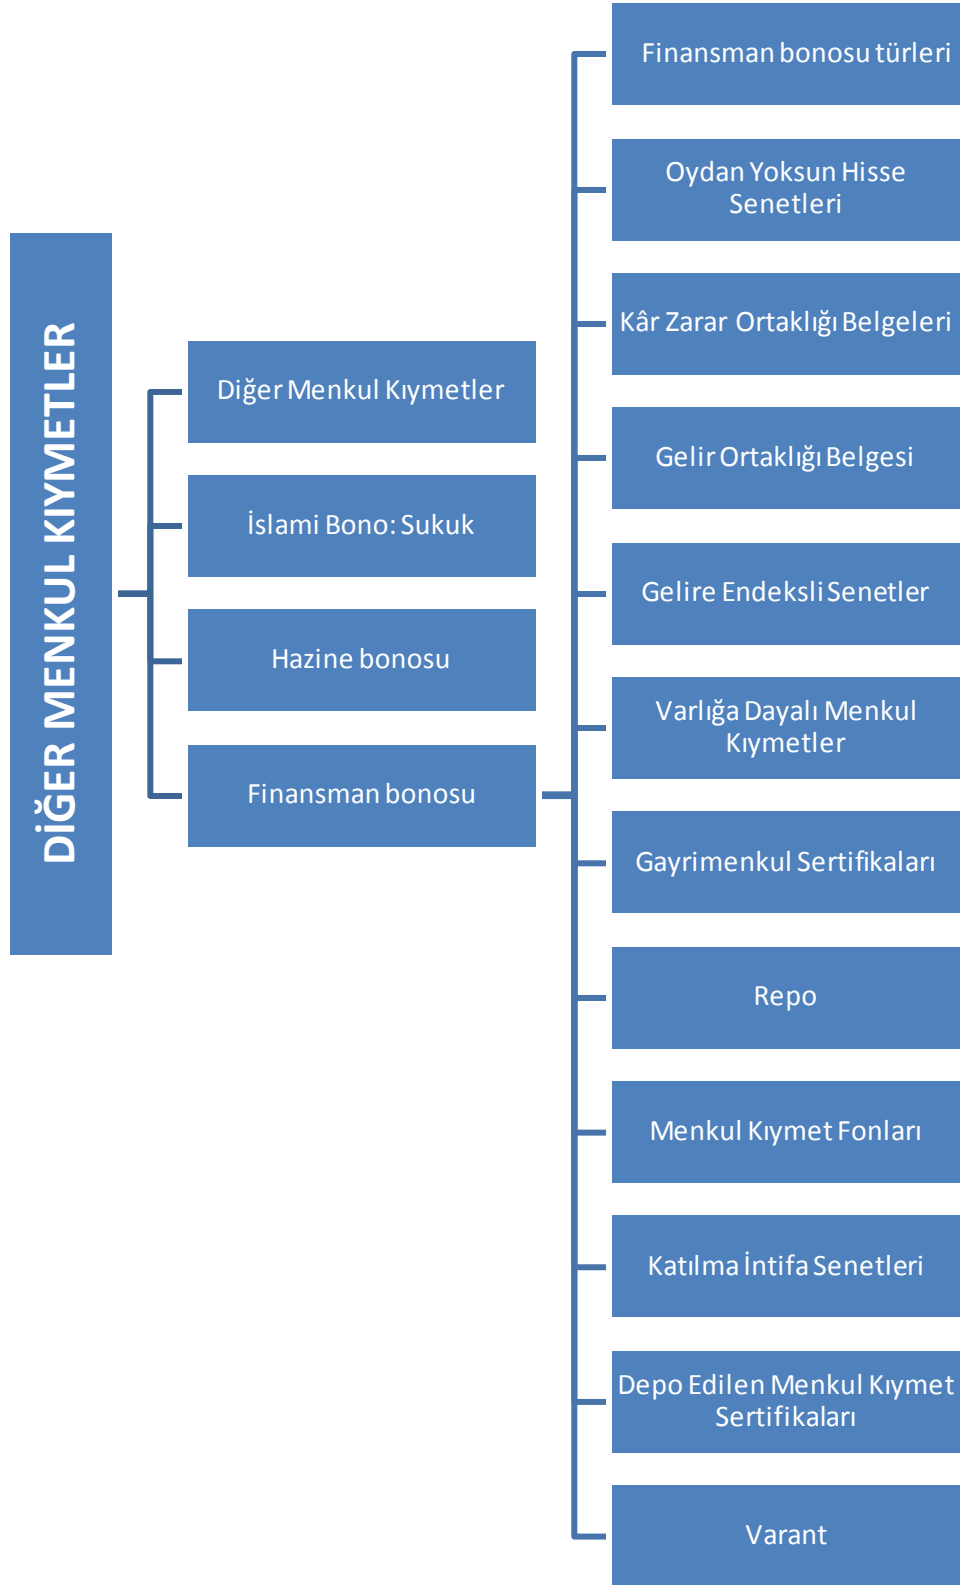 DİĞER MENKUL KIYMETLER
Diğer Menkul Kıymetler
İslami Bono: Sukuk
Hazine bonosu
Finansman bonosu
Finansman bonosu türleri
Oydan Yoksun Hisse
Senetleri
Kâr Zarar Ortaklığı Belgeleri
Gelir Ortaklığı Belgesi
Gelire Endeksli Senetler
Varlığa Dayalı Menkul
Kıymetler
Gayrimenkul Sertifikaları
Repo
Menkul Kıymet Fonları
Katılma İntifa Senetleri
Depo Edilen Menkul Kıymet
Sertifikaları
Varant